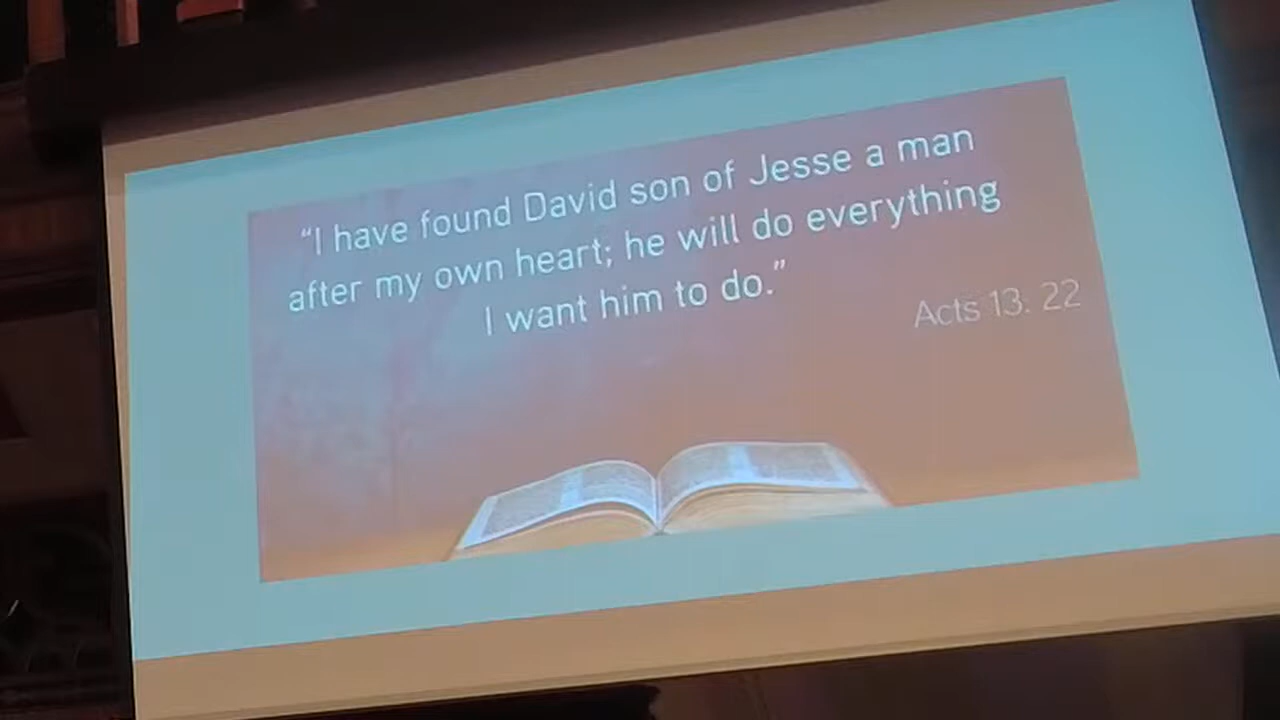 “I have found David son of Jesse a man
after my own heart; he will do everything
I want him to do.”
Acts 13: 22